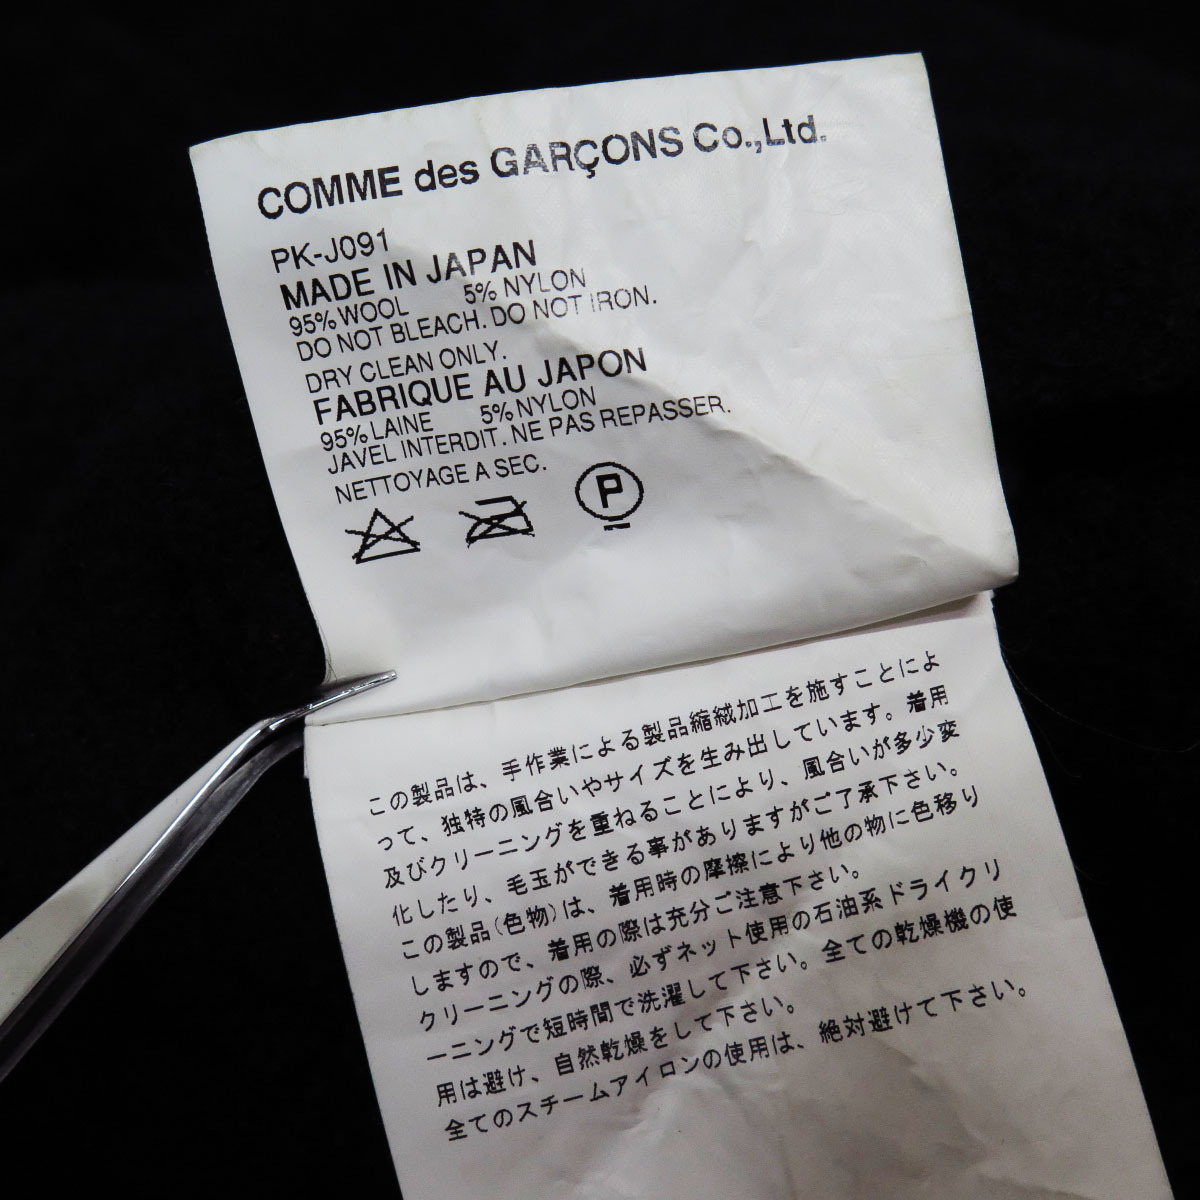 COMME des GARÇONS Co.,Ltd.
PK-J091
MADE IN JAPAN
95% WOOL 5% NYLON
DO NOT BLEACH. DO NOT IRON.
DRY CLEAN ONLY.
FABRIQUE AU JAPON
95% LAINE 5% NYLON
JAVEL INTERDIT. NE PAS REPASSER.
NETTOYAGE A SEC.
P
この製品は、手作業による製品縮絨加工を施すことによ
って、独特の風合いやサイズを生み出しています。着用
及びクリーニングを重ねることにより、風合いが多少変
化したり、毛玉ができる事がありますがご了承下さい。
この製品(色物)は、着用時の摩擦により他の物に色移り
しますので、着用の際は充分ご注意下さい。
クリーニングの際、必ずネット使用の石油系ドライクリ
ーニングで短時間で洗濯して下さい。全ての乾燥機の使
用は避け、自然乾燥をして下さい。
全てのスチームアイロンの使用は、絶対避けて下さい。